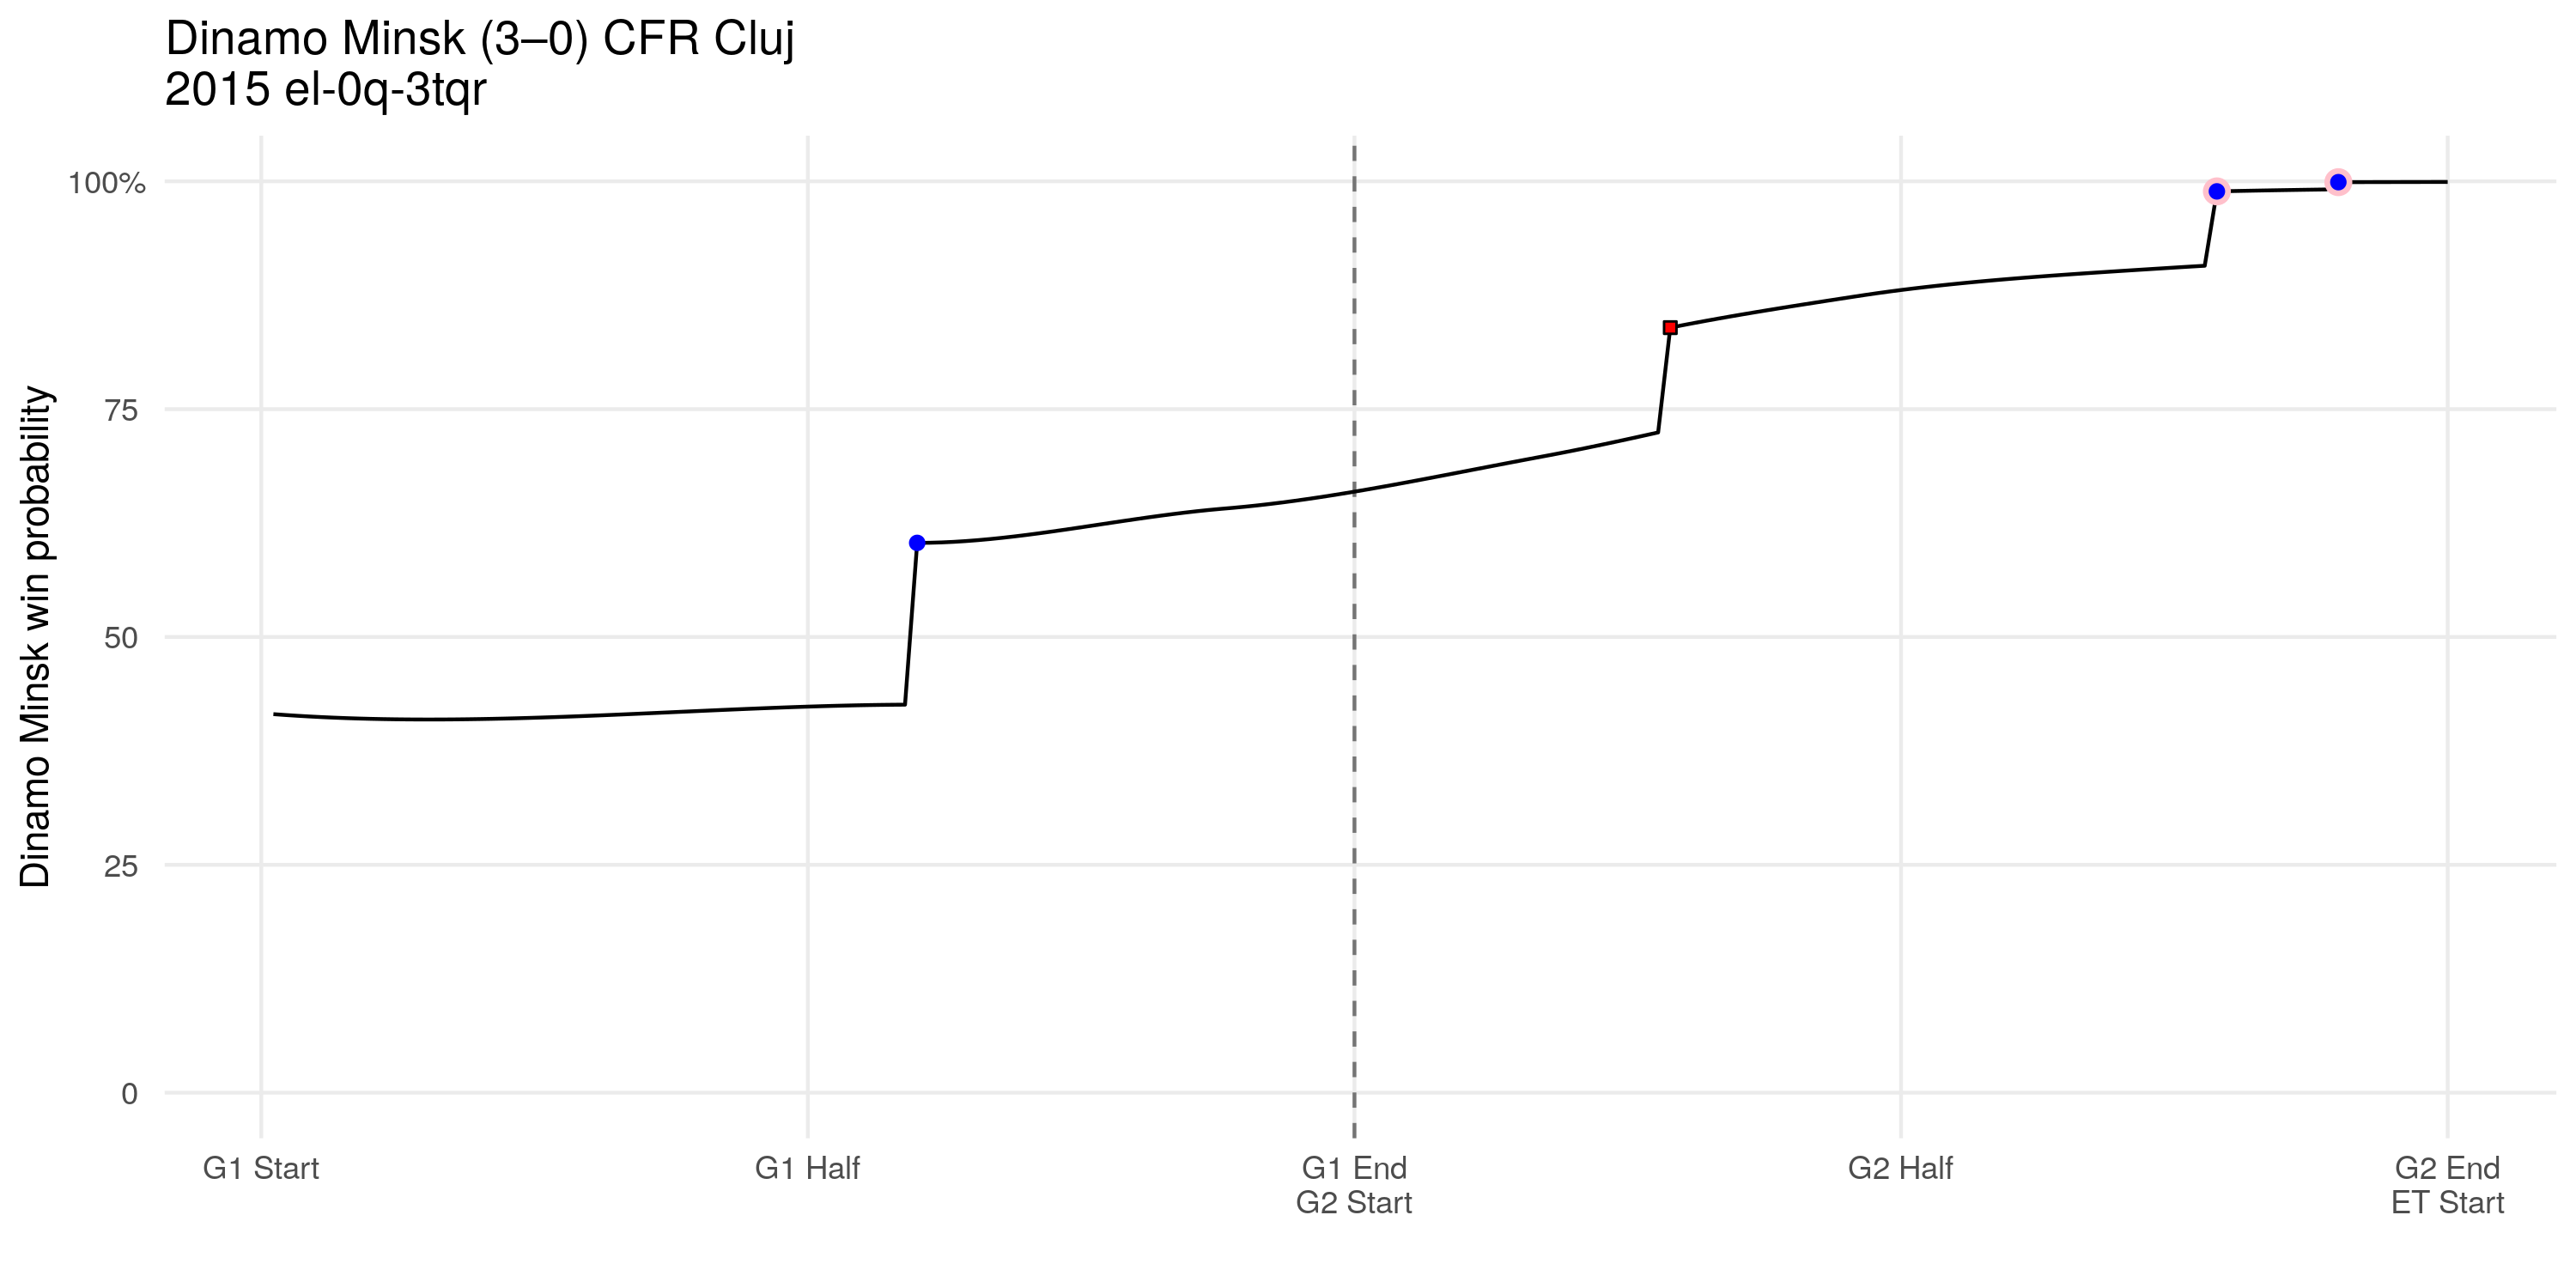 Dinamo Minsk (3–0) CFR Cluj
2015 el-0q-3tqr
Dinamo Minsk win probability
100%
75
50
25
0
G1 Start
G1 Half
G1 End
G2 Start
G2 Half
G2 End
ET Start